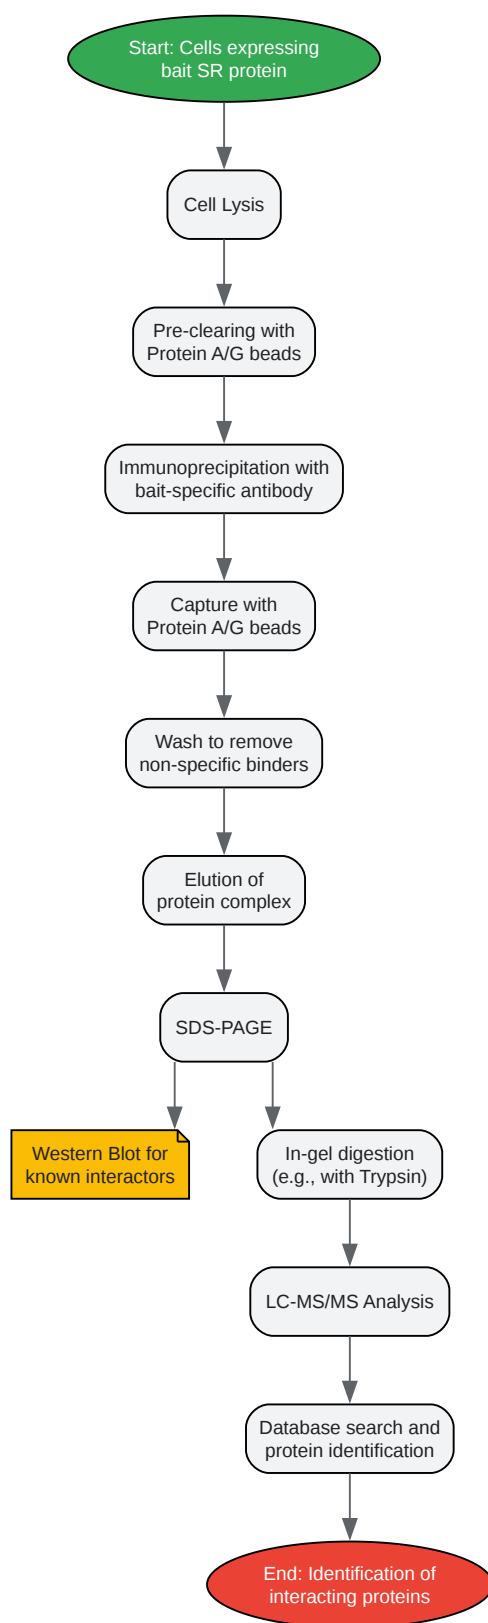 Start: Cells expressing
bait SR protein
Cell Lysis
Pre-clearing with
Protein A/G beads
Immunoprecipitation with
bait-specific antibody
Capture with
Protein A/G beads
Wash to remove
non-specific binders
Elution of
protein complex
SDS-PAGE
Western Blot for
known interactors
In-gel digestion
(e.g., with Trypsin)
LC-MS/MS Analysis
Database search and
protein identification
End: Identification of
interacting proteins